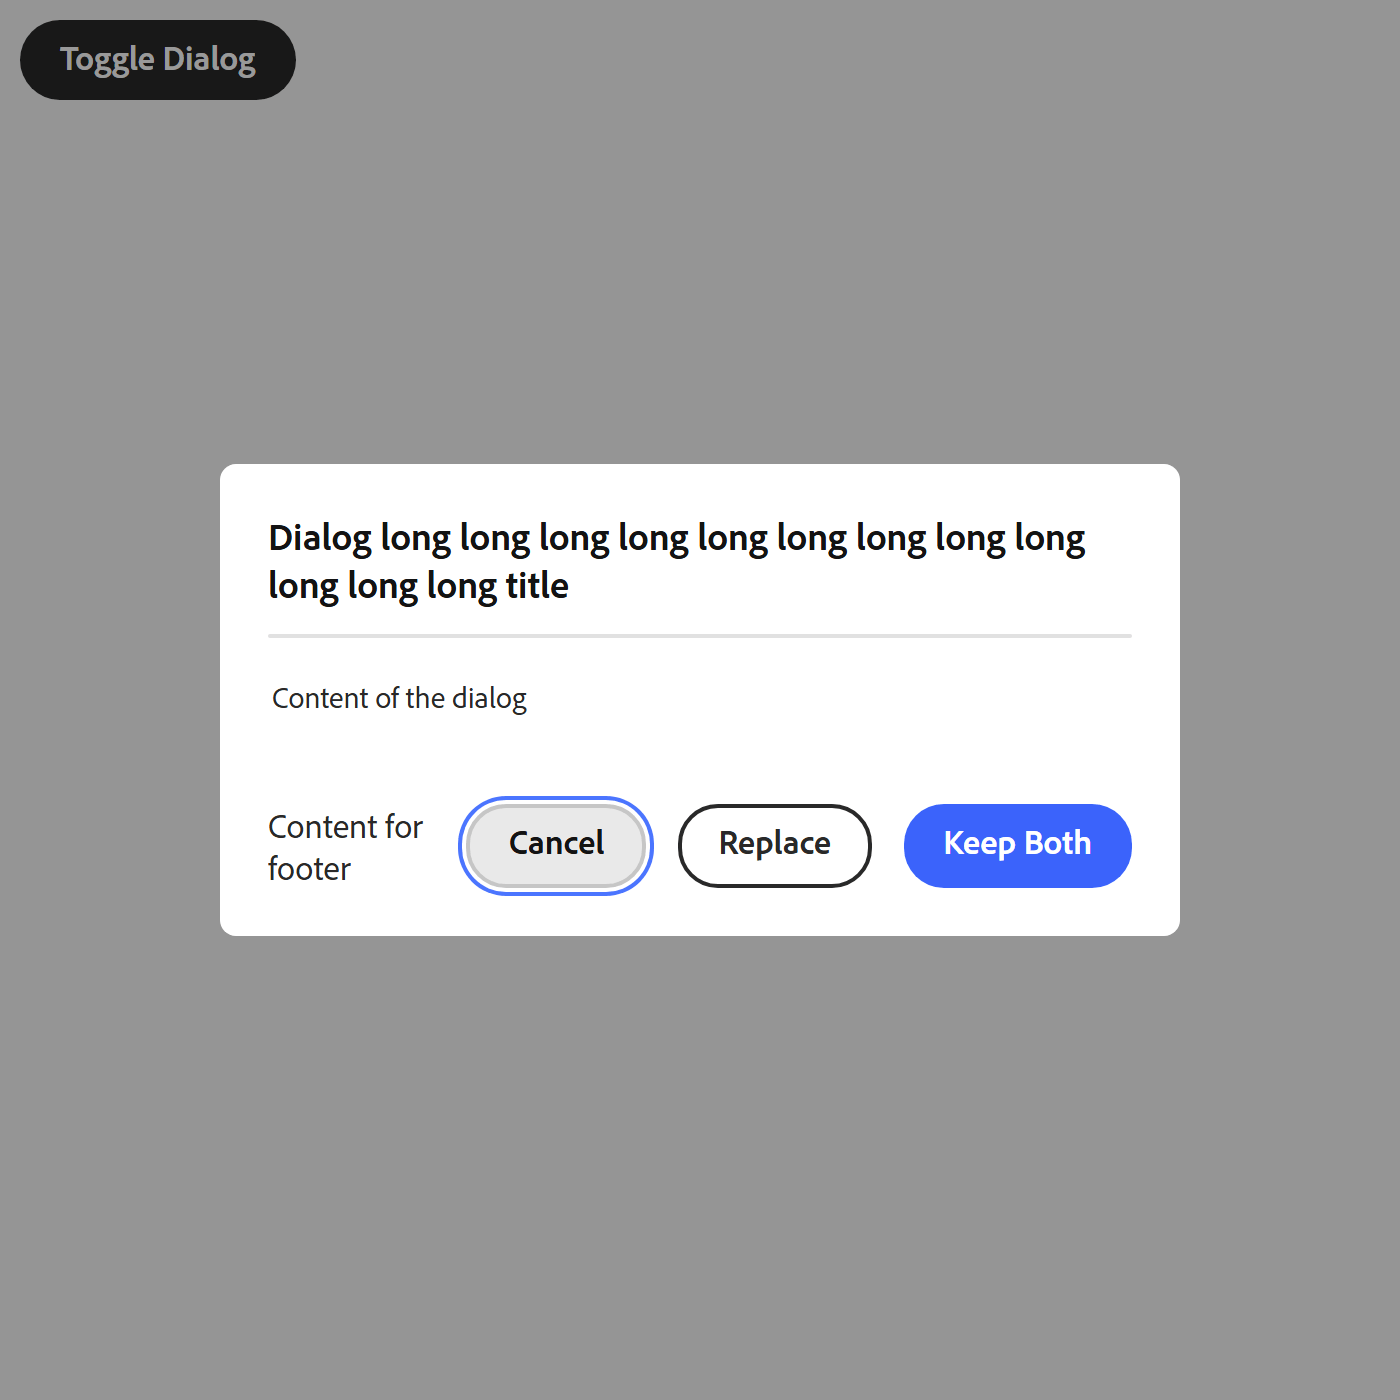 Toggle Dialog
Dialog long long long long long long long long long
long long long title
Content of the dialog
Content for
footer
Cancel
Replace
Keep Both